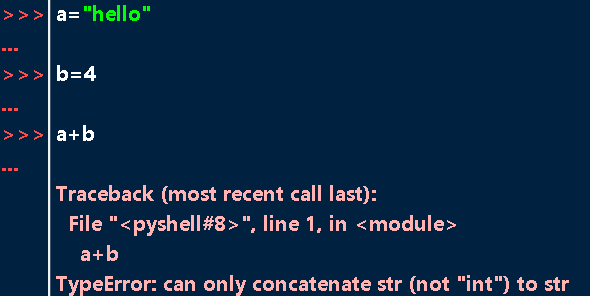 >>> a="hello"
...
>>> b=4
...
>>> a+b
...
Traceback (most recent call last):
  File "<pyshell#8>", line 1, in <module>
    a+b
TypeError: can only concatenate str (not "int") to str